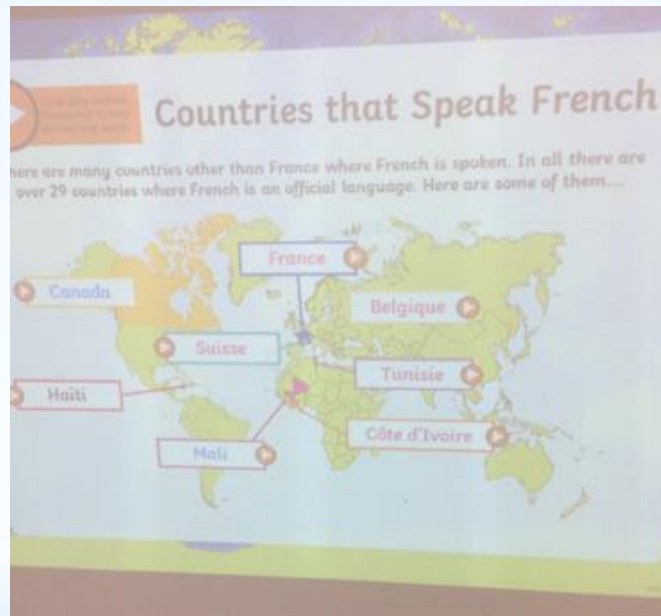 Countries that Speak French
here are many countries other than France where French is spoken. In all there are
over 29 countries where French is an official language. Here are some of them....
France
Canada
Belgique
Suisse
Tunisie
Haïti
Côte d'Ivoire
Mali